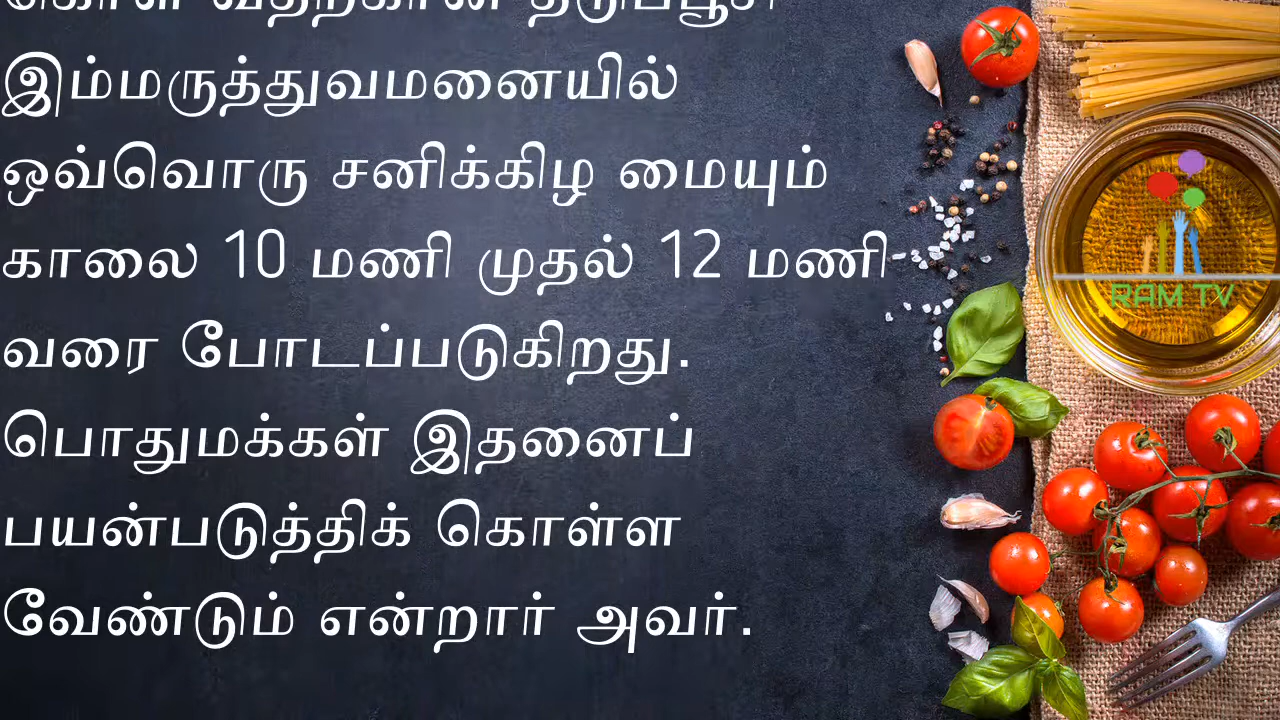 இம்மருத்துவமனையில்
ஒவ்வொரு சனிக்கிழ மையும்
காலை 10 மணி முதல் 12 மணி
வரை போடப்படுகிறது.
பொதுமக்கள் இதனைப்
பயன்படுத்திக் கொள்ள
வேண்டும் என்றார் அவர்.
RAM TV